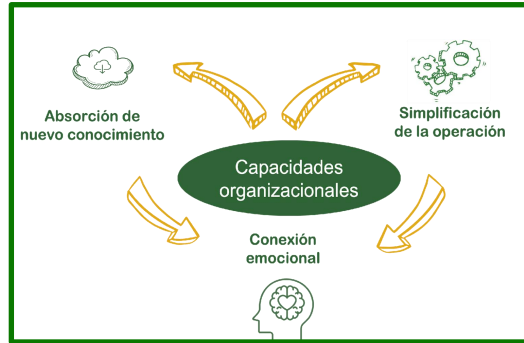 Absorción de
nuevo conocimiento
Simplificación
de la operación
Capacidades
organizacionales
Conexión
emocional